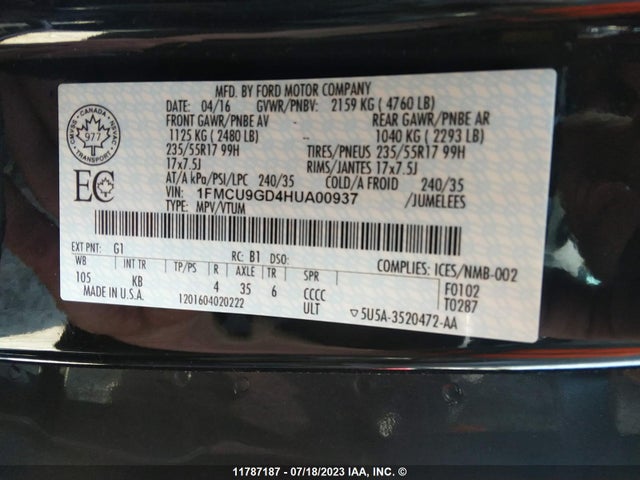 MFD. BY FORD MOTOR COMPANY
DATE: 04/16 GVWR/PNBV: 2159 KG ( 4760 LB)
FRONT GAWR/PNBE AV REAR GAWR/PNBE AR
1125 KG ( 2480 LB) -- 1040 KG ( 2293 LB)
235/55R17 99H TIRES/PNEUS 235/55R17 99H
17x7.5J RIMS/JANTES 17x7.5J
AT/A kPa/PSI/LPC 240/35 COLD/A FROID 240/35
VIN: 1FMCU9GD4HUA00937 /JUMELEES
TYPE: MPV/VTUM
CANADA
CMVSS NSVAC
977
TRANSPORT
EC
EXT PNT: G1 RC: B1 DSO: COMPLIES: ICES/NMB-002
WB INT TR TP/PS R AXLE TR SPR F0102
105 KB 4 35 6 CCCC T0287
MADE IN U.S.A. 1201604020222 ULT ▽5U5A-3520472-AA
11787187 - 07/18/2023 IAA, INC. ©